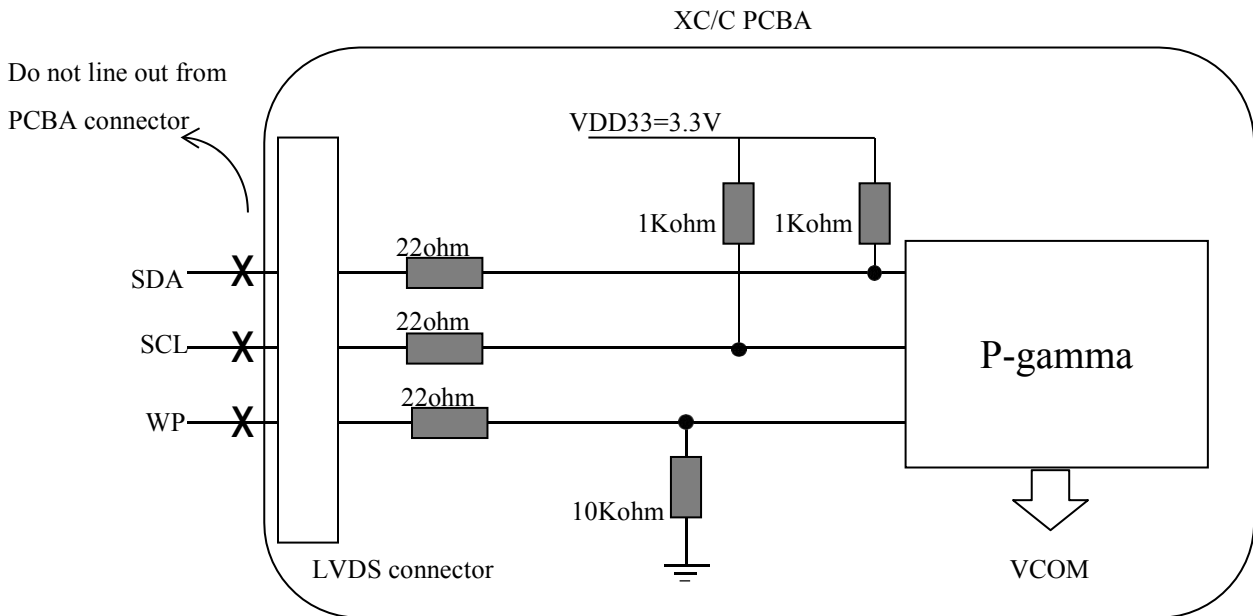 XC/C PCBA
Do not line out from
PCBA connector
VDD33=3.3V
1Kohm
1Kohm
22ohm
SDA
22ohm
SCL
P-gamma
22ohm
WP
10Kohm
LVDS connector
VCOM